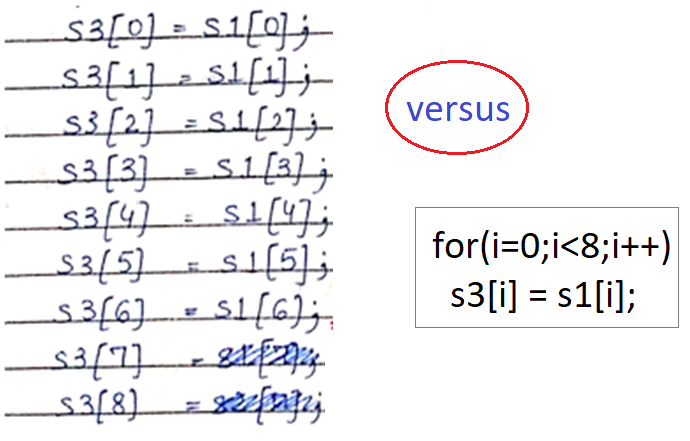 S3[0] = S1[0];
S3[1] = S1[1];
S3[2] = S1[2];
S3[3] = S1[3];
S3[4] = S1[4];
S3[5] = S1[5];
S3[6] = S1[6];
S3[7] =
S3[8] =
versus
for(i=0;i<8;i++)
s3[i] = s1[i];